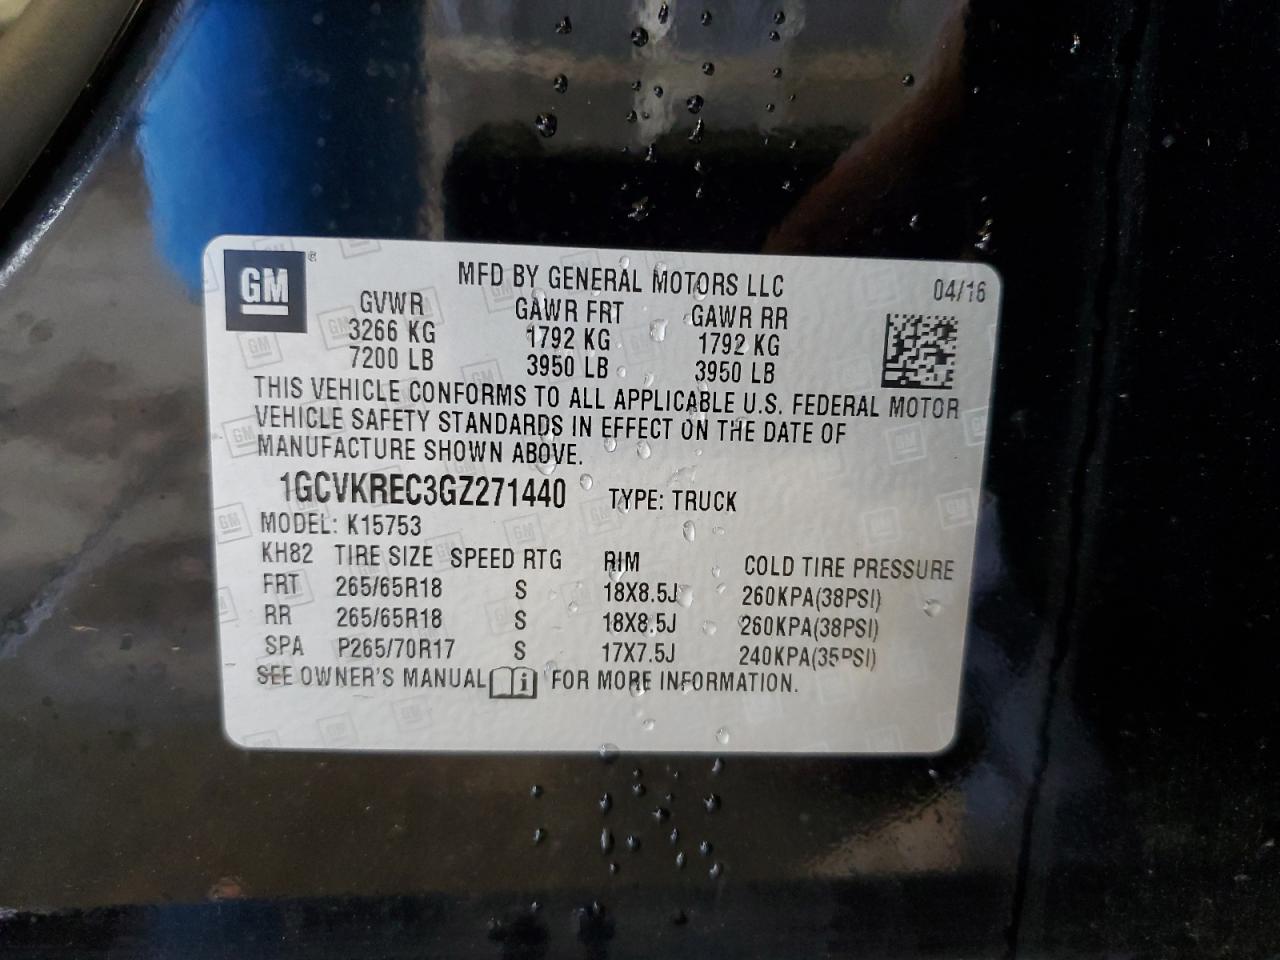 GM® MFD BY GENERAL MOTORS LLC 04/16
GVWR GAWR FRT GAWR RR
3266 KG 1792 KG 1792 KG
7200 LB 3950 LB 3950 LB
THIS VEHICLE CONFORMS TO ALL APPLICABLE U.S. FEDERAL MOTOR
VEHICLE SAFETY STANDARDS IN EFFECT ON THE DATE OF
MANUFACTURE SHOWN ABOVE.
1GCVKREC3GZ271440 TYPE: TRUCK
MODEL: K15753
KH82 TIRE SIZE SPEED RTG RIM COLD TIRE PRESSURE
FRT 265/65R18 S 18X8.5J 260KPA(38PSI)
RR 265/65R18 S 18X8.5J 260KPA(38PSI)
SPA P265/70R17 S 17X7.5J 240KPA(35PSI)
SEE OWNER'S MANUAL i FOR MORE INFORMATION.